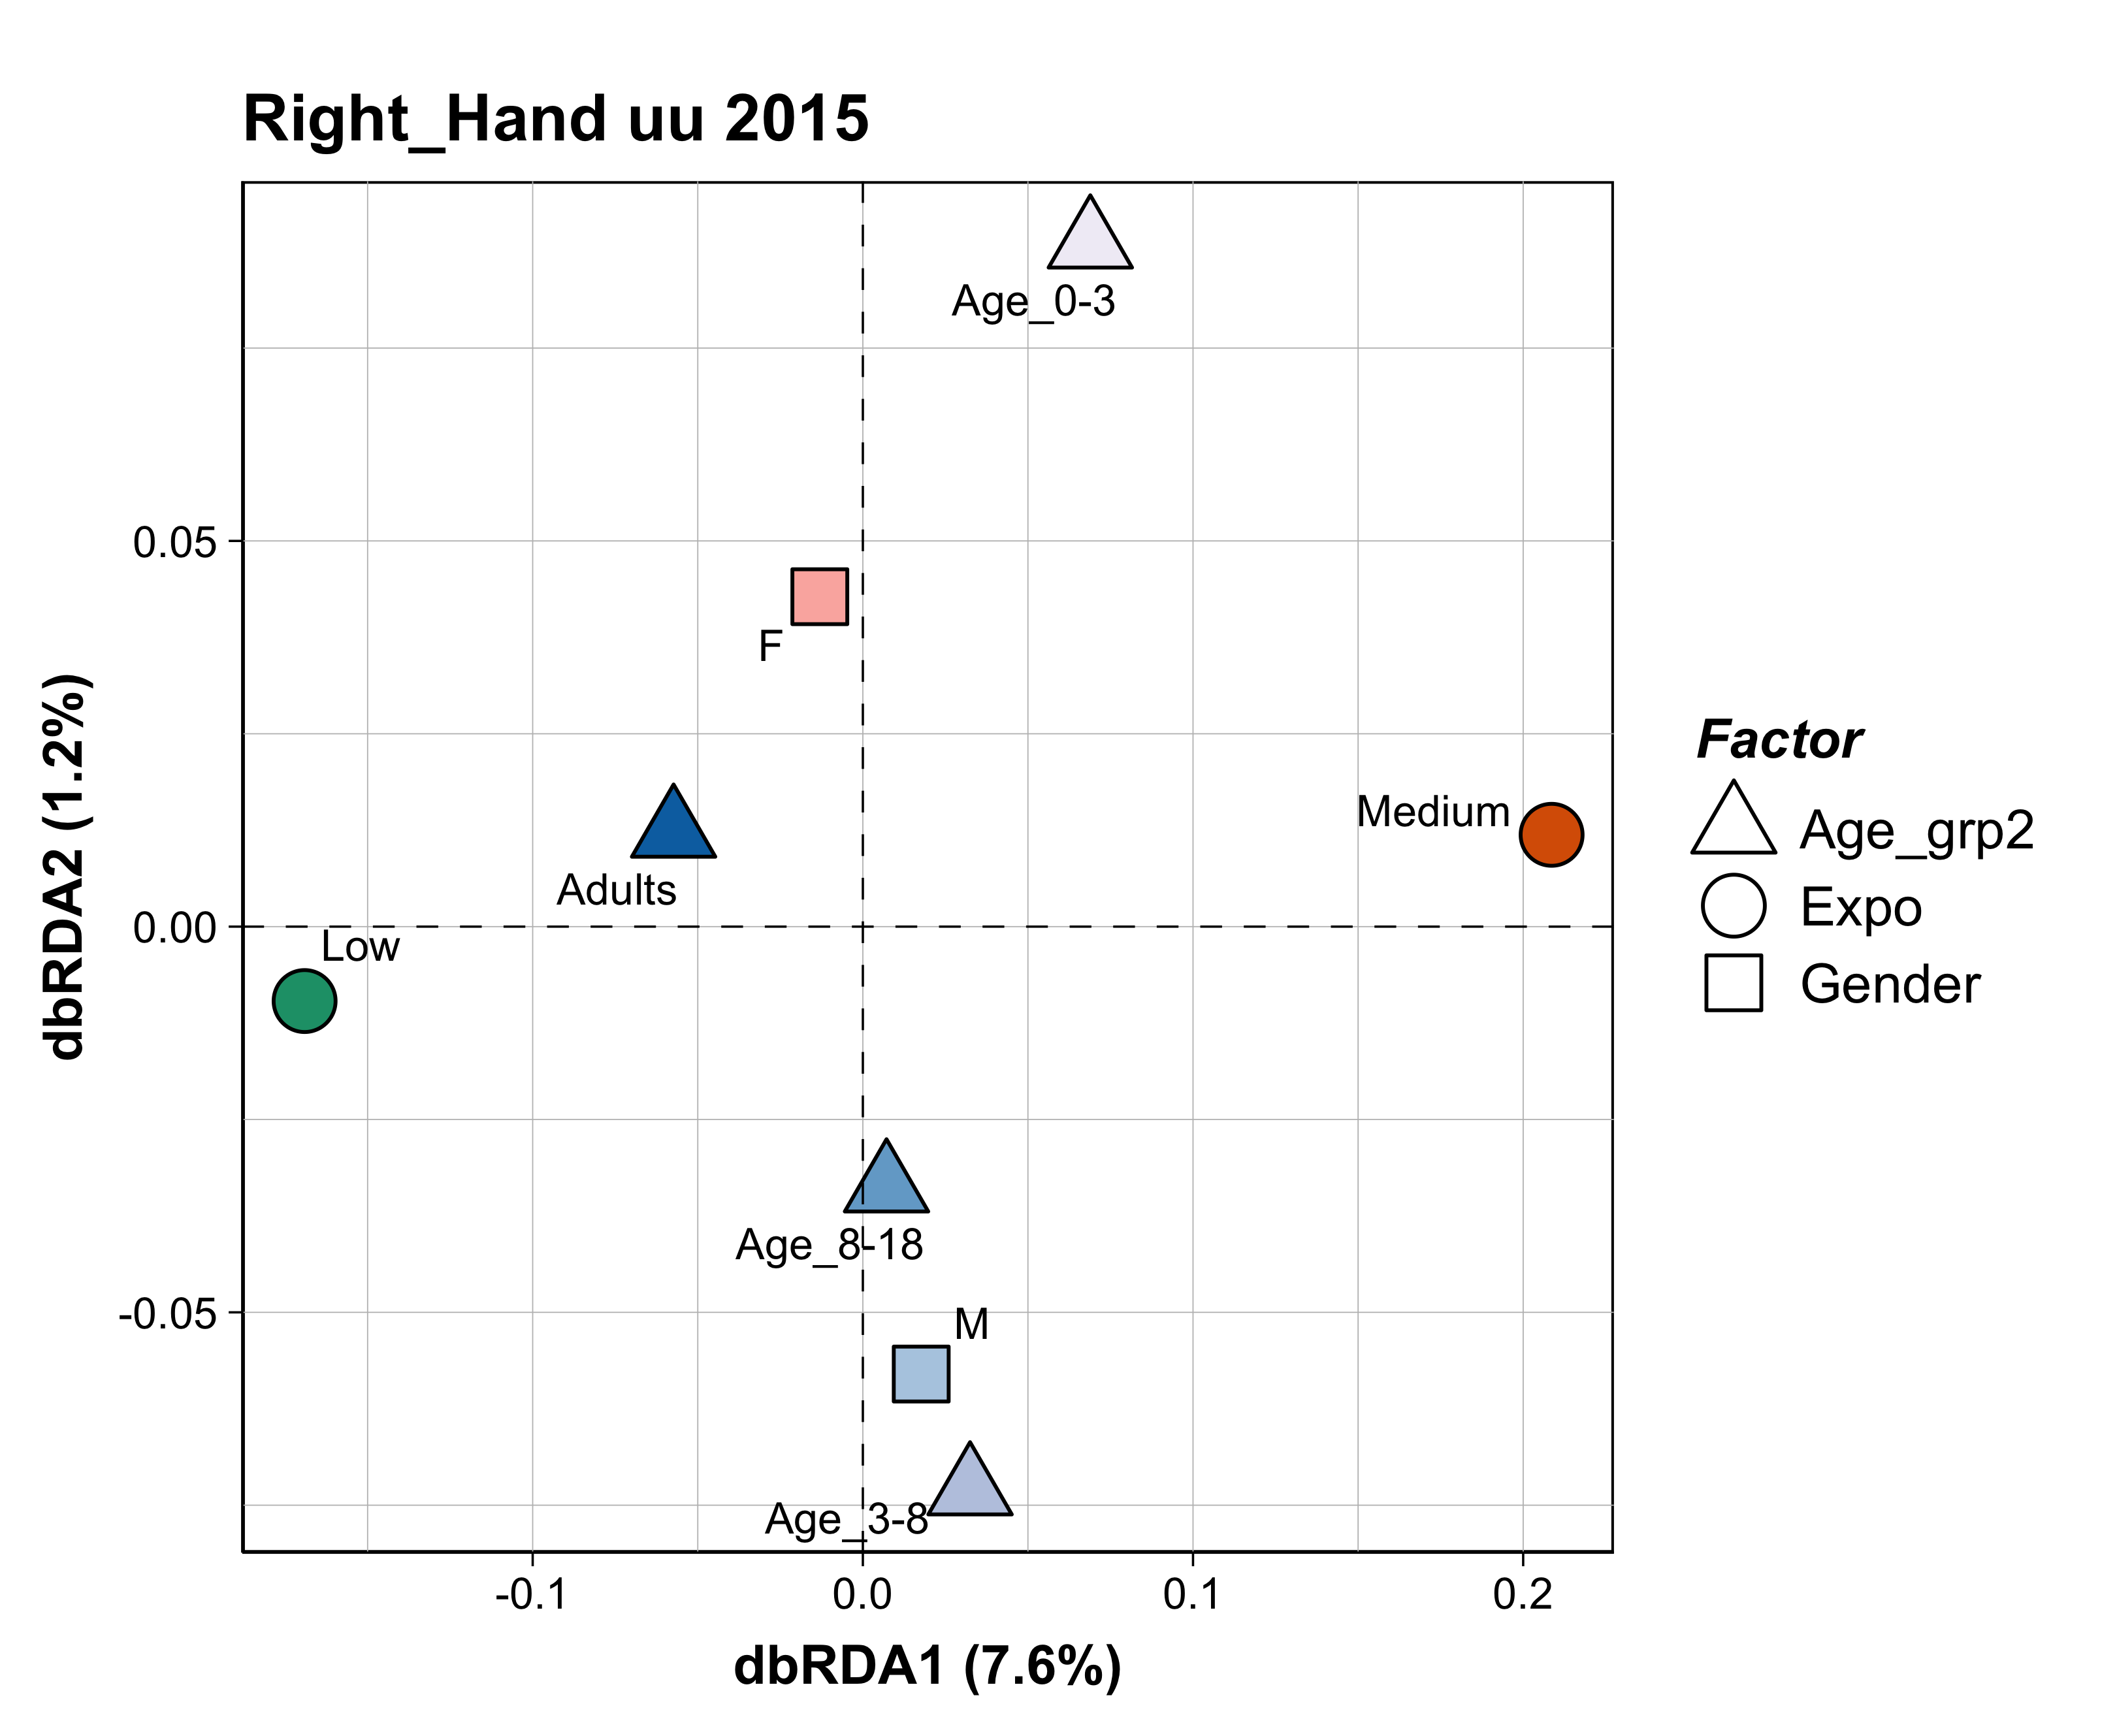 Right_Hand uu 2015
Age_0-3
0.05
F
Medium
Adults
0.00
Low
Age_8-18
-0.05
M
Age_3-8
-0.1
0.0
0.1
0.2
dbRDA1 (7.6%)
dbRDA2 (1.2%)
Factor
Age_grp2
Expo
Gender